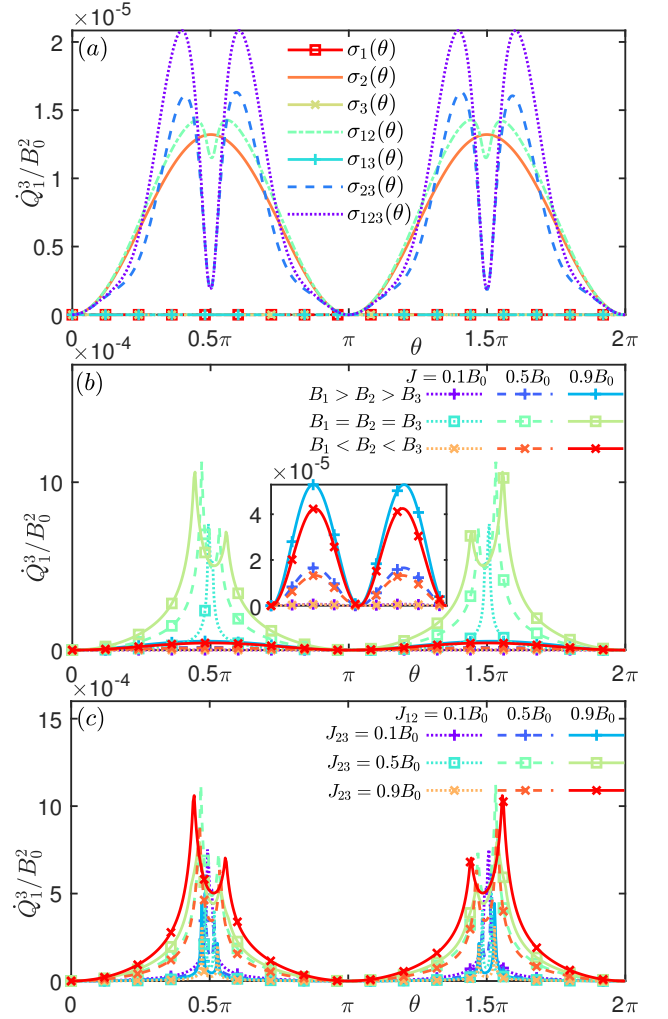 ×10⁻⁵
(a)
2
1.5
1
0.5
0
Q̇₁³/B₀²
σ₁(θ)
σ₂(θ)
σ₃(θ)
σ₁₂(θ)
σ₁₃(θ)
σ₂₃(θ)
σ₁₂₃(θ)
0 0.5π π θ 1.5π 2π
×10⁻⁴
(b)
J = 0.1B₀ 0.5B₀ 0.9B₀
B₁ > B₂ > B₃
B₁ = B₂ = B₃
B₁ < B₂ < B₃
10
5
0
Q̇₁³/B₀²
×10⁻⁵
4
2
0
0 0.5π π θ 1.5π 2π
×10⁻⁴
(c)
J₁₂ = 0.1B₀ 0.5B₀ 0.9B₀
J₂₃ = 0.1B₀
J₂₃ = 0.5B₀
J₂₃ = 0.9B₀
15
10
5
0
Q̇₁³/B₀²
0 0.5π π θ 1.5π 2π